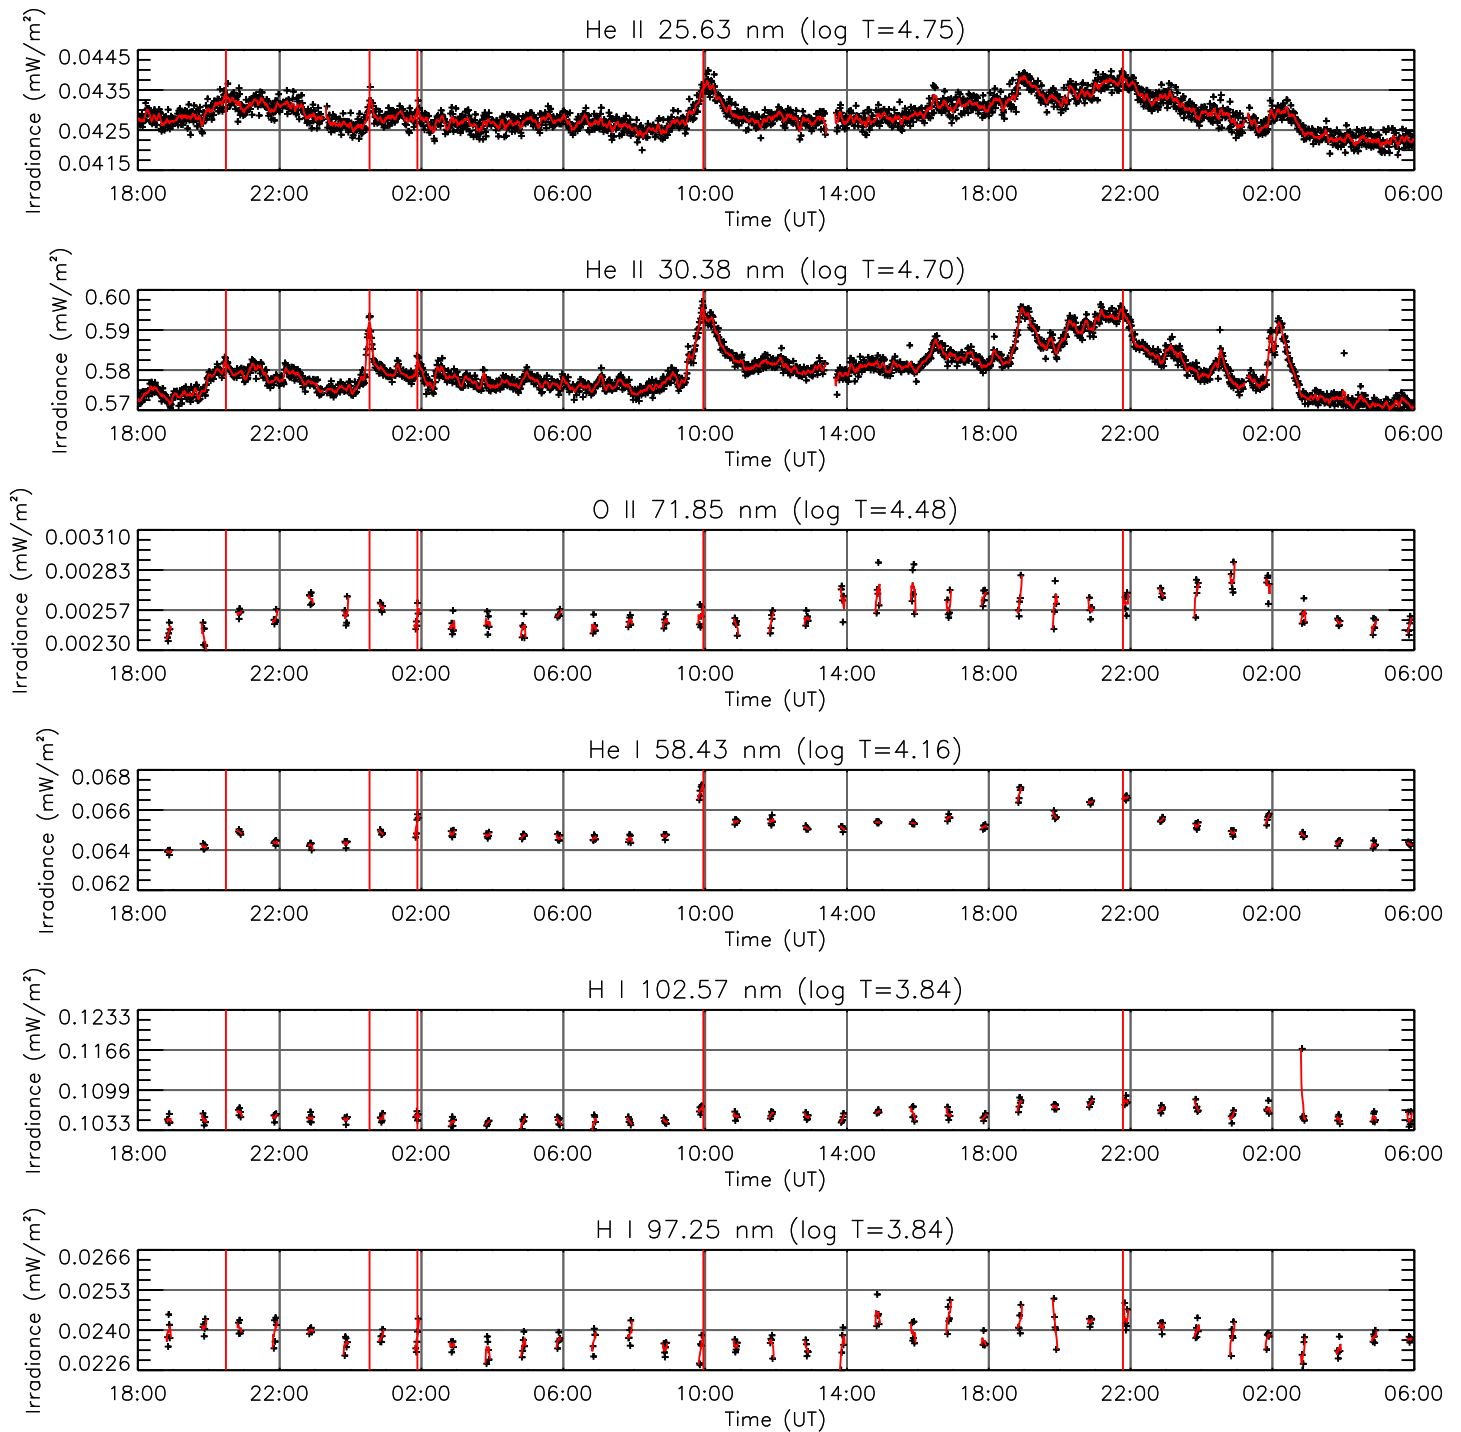 He II 25.63 nm (log T=4.75)
Irradiance (mW/m²)
0.0445
0.0435
0.0425
0.0415
18:00 22:00 02:00 06:00 10:00 14:00 18:00 22:00 02:00 06:00
Time (UT)
He II 30.38 nm (log T=4.70)
Irradiance (mW/m²)
0.60
0.59
0.58
0.57
18:00 22:00 02:00 06:00 10:00 14:00 18:00 22:00 02:00 06:00
Time (UT)
O II 71.85 nm (log T=4.48)
Irradiance (mW/m²)
0.00310
0.00283
0.00257
0.00230
18:00 22:00 02:00 06:00 10:00 14:00 18:00 22:00 02:00 06:00
Time (UT)
He I 58.43 nm (log T=4.16)
Irradiance (mW/m²)
0.068
0.066
0.064
0.062
18:00 22:00 02:00 06:00 10:00 14:00 18:00 22:00 02:00 06:00
Time (UT)
H I 102.57 nm (log T=3.84)
Irradiance (mW/m²)
0.1233
0.1166
0.1099
0.1033
18:00 22:00 02:00 06:00 10:00 14:00 18:00 22:00 02:00 06:00
Time (UT)
H I 97.25 nm (log T=3.84)
Irradiance (mW/m²)
0.0266
0.0253
0.0240
0.0226
18:00 22:00 02:00 06:00 10:00 14:00 18:00 22:00 02:00 06:00
Time (UT)